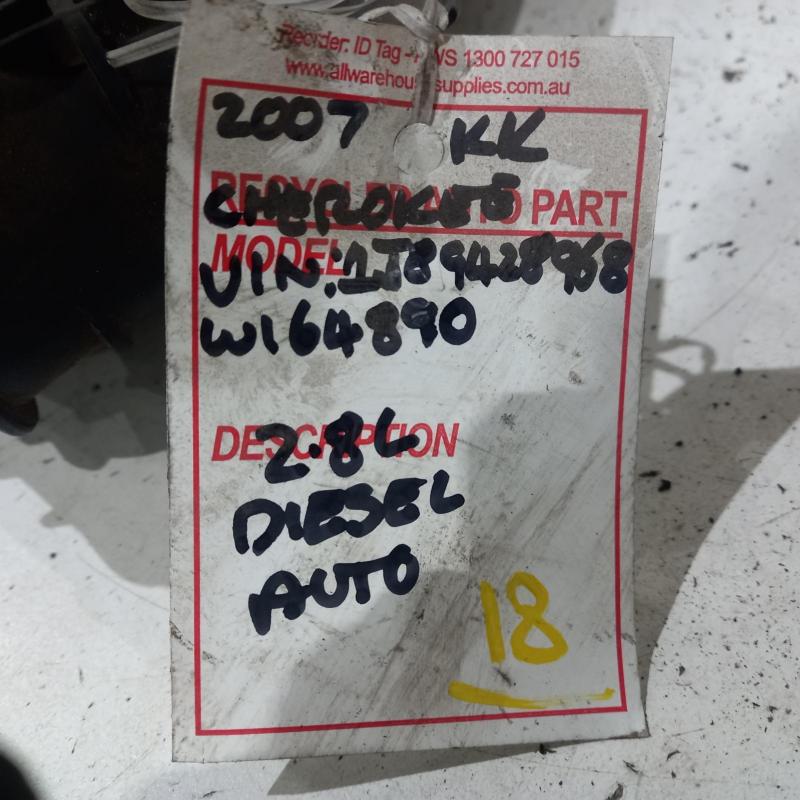 Reorder: ID Tag - AWS 1300 727 015
www.allwarehousesupplies.com.au
2007 KK
RECYCLED AUTO PART
CHEROKEE
MODEL
VIN: 1J89428968
W164890
DESCRIPTION
2.8L
DIESEL
AUTO
18